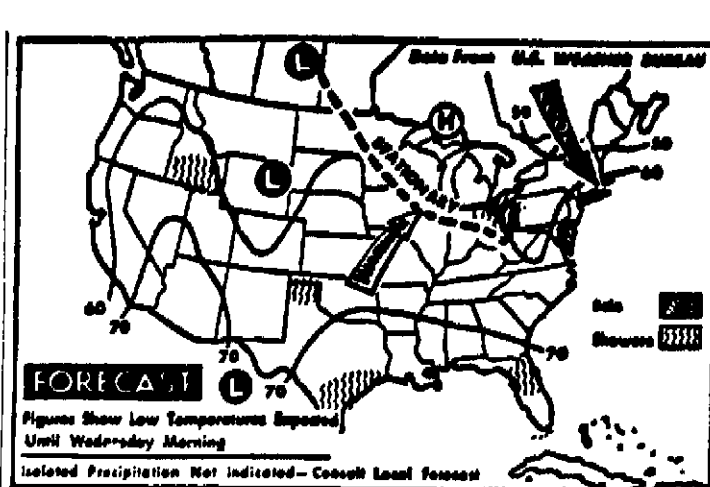 Data From U.S. WEATHER BUREAU
L
H
50
50
60
STATIONARY
L
60
70
70
70
70
L
Rain
Showers
FORECAST
Figures Show Low Temperatures Expected
Until Wednesday Morning
Isolated Precipitation Not Indicated—Consult Local Forecast